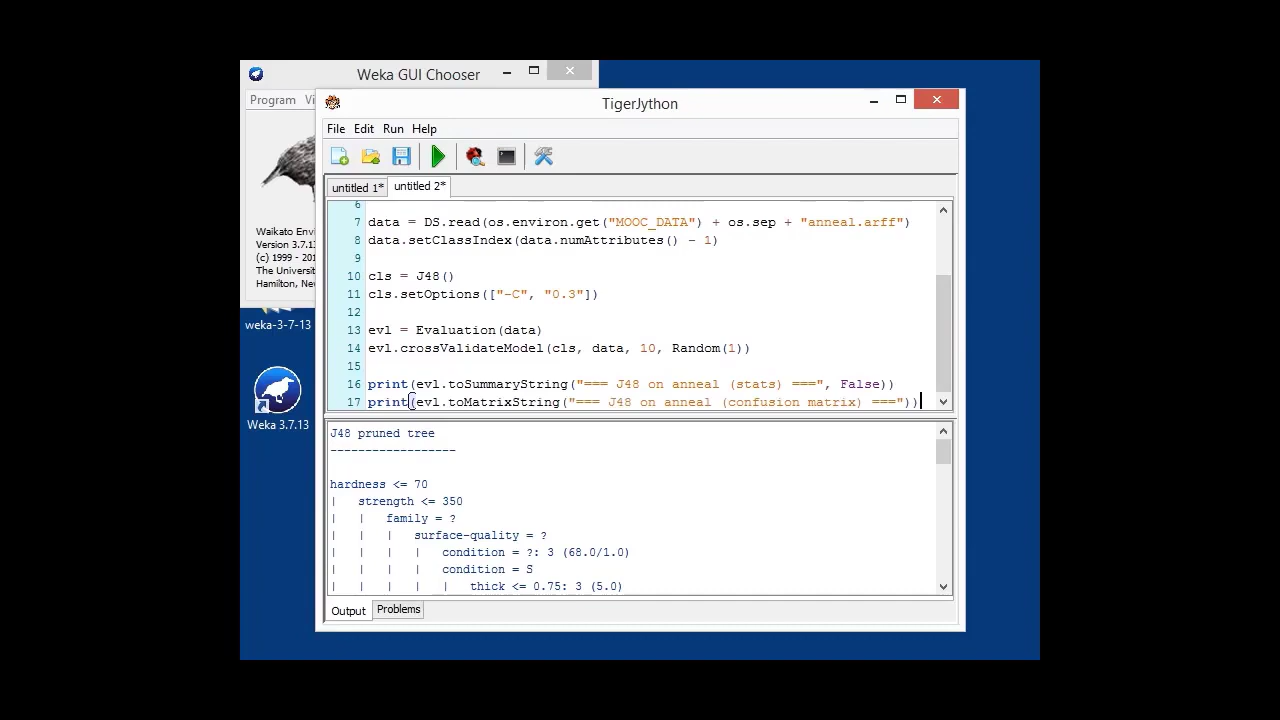 Weka GUI Chooser
Program
Waikato Env
Version 3.7.13
(c) 1999 - 201
The Universit
Hamilton, Ne
weka-3-7-13
Weka 3.7.13
TigerJython
File Edit Run Help
untitled 1* untitled 2*
6
7 data = DS.read(os.environ.get("MOOC_DATA") + os.sep + "anneal.arff")
8 data.setClassIndex(data.numAttributes() - 1)
9
10 cls = J48()
11 cls.setOptions(["-C", "0.3"])
12
13 evl = Evaluation(data)
14 evl.crossValidateModel(cls, data, 10, Random(1))
15
16 print(evl.toSummaryString("=== J48 on anneal (stats) ===", False))
17 print(evl.toMatrixString("=== J48 on anneal (confusion matrix) ==="))
J48 pruned tree
------------------
hardness <= 70
|   strength <= 350
|   |   family = ?
|   |   |   surface-quality = ?
|   |   |   |   condition = ?: 3 (68.0/1.0)
|   |   |   |   condition = S
|   |   |   |   |   thick <= 0.75: 3 (5.0)
Output Problems